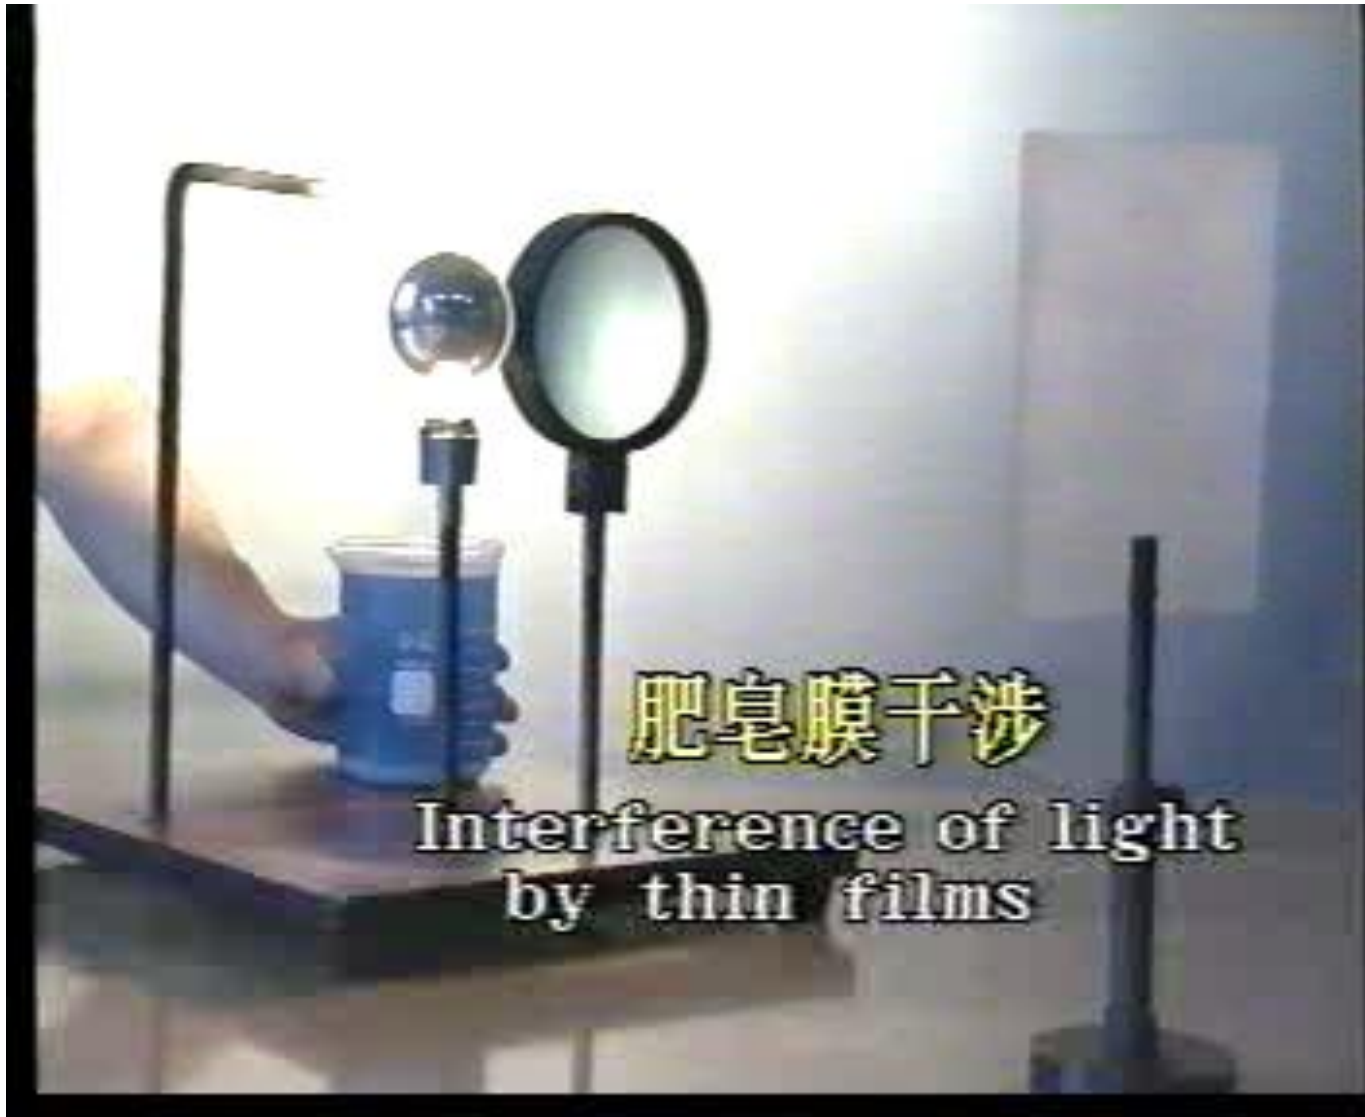 肥皂膜干涉
Interference of light
by thin films